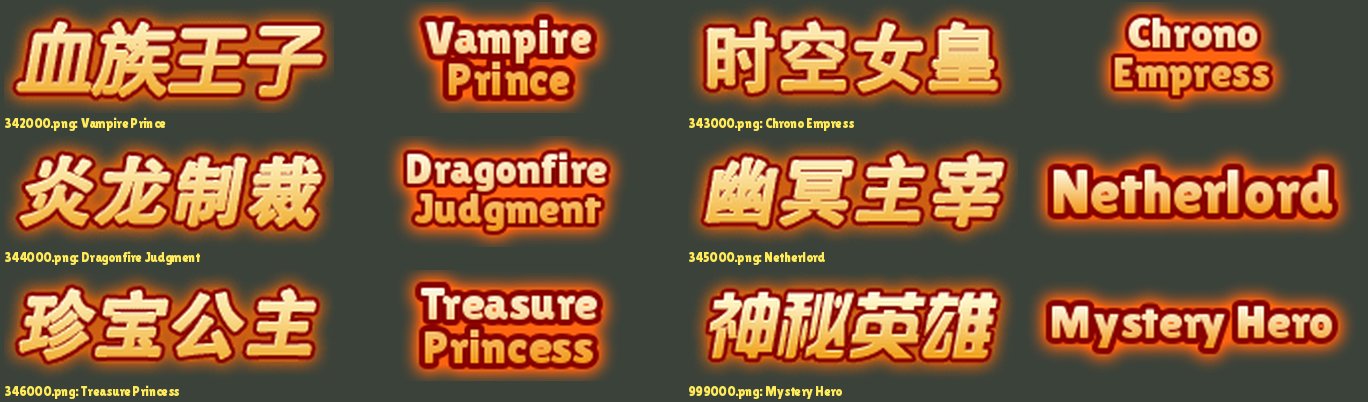 血族王子
Vampire
Prince
342000.png: Vampire Prince
时空女皇
Chrono
Empress
343000.png: Chrono Empress
炎龙制裁
Dragonfire
Judgment
344000.png: Dragonfire Judgment
幽冥主宰
Netherlord
345000.png: Netherlord
珍宝公主
Treasure
Princess
346000.png: Treasure Princess
神秘英雄
Mystery Hero
999000.png: Mystery Hero